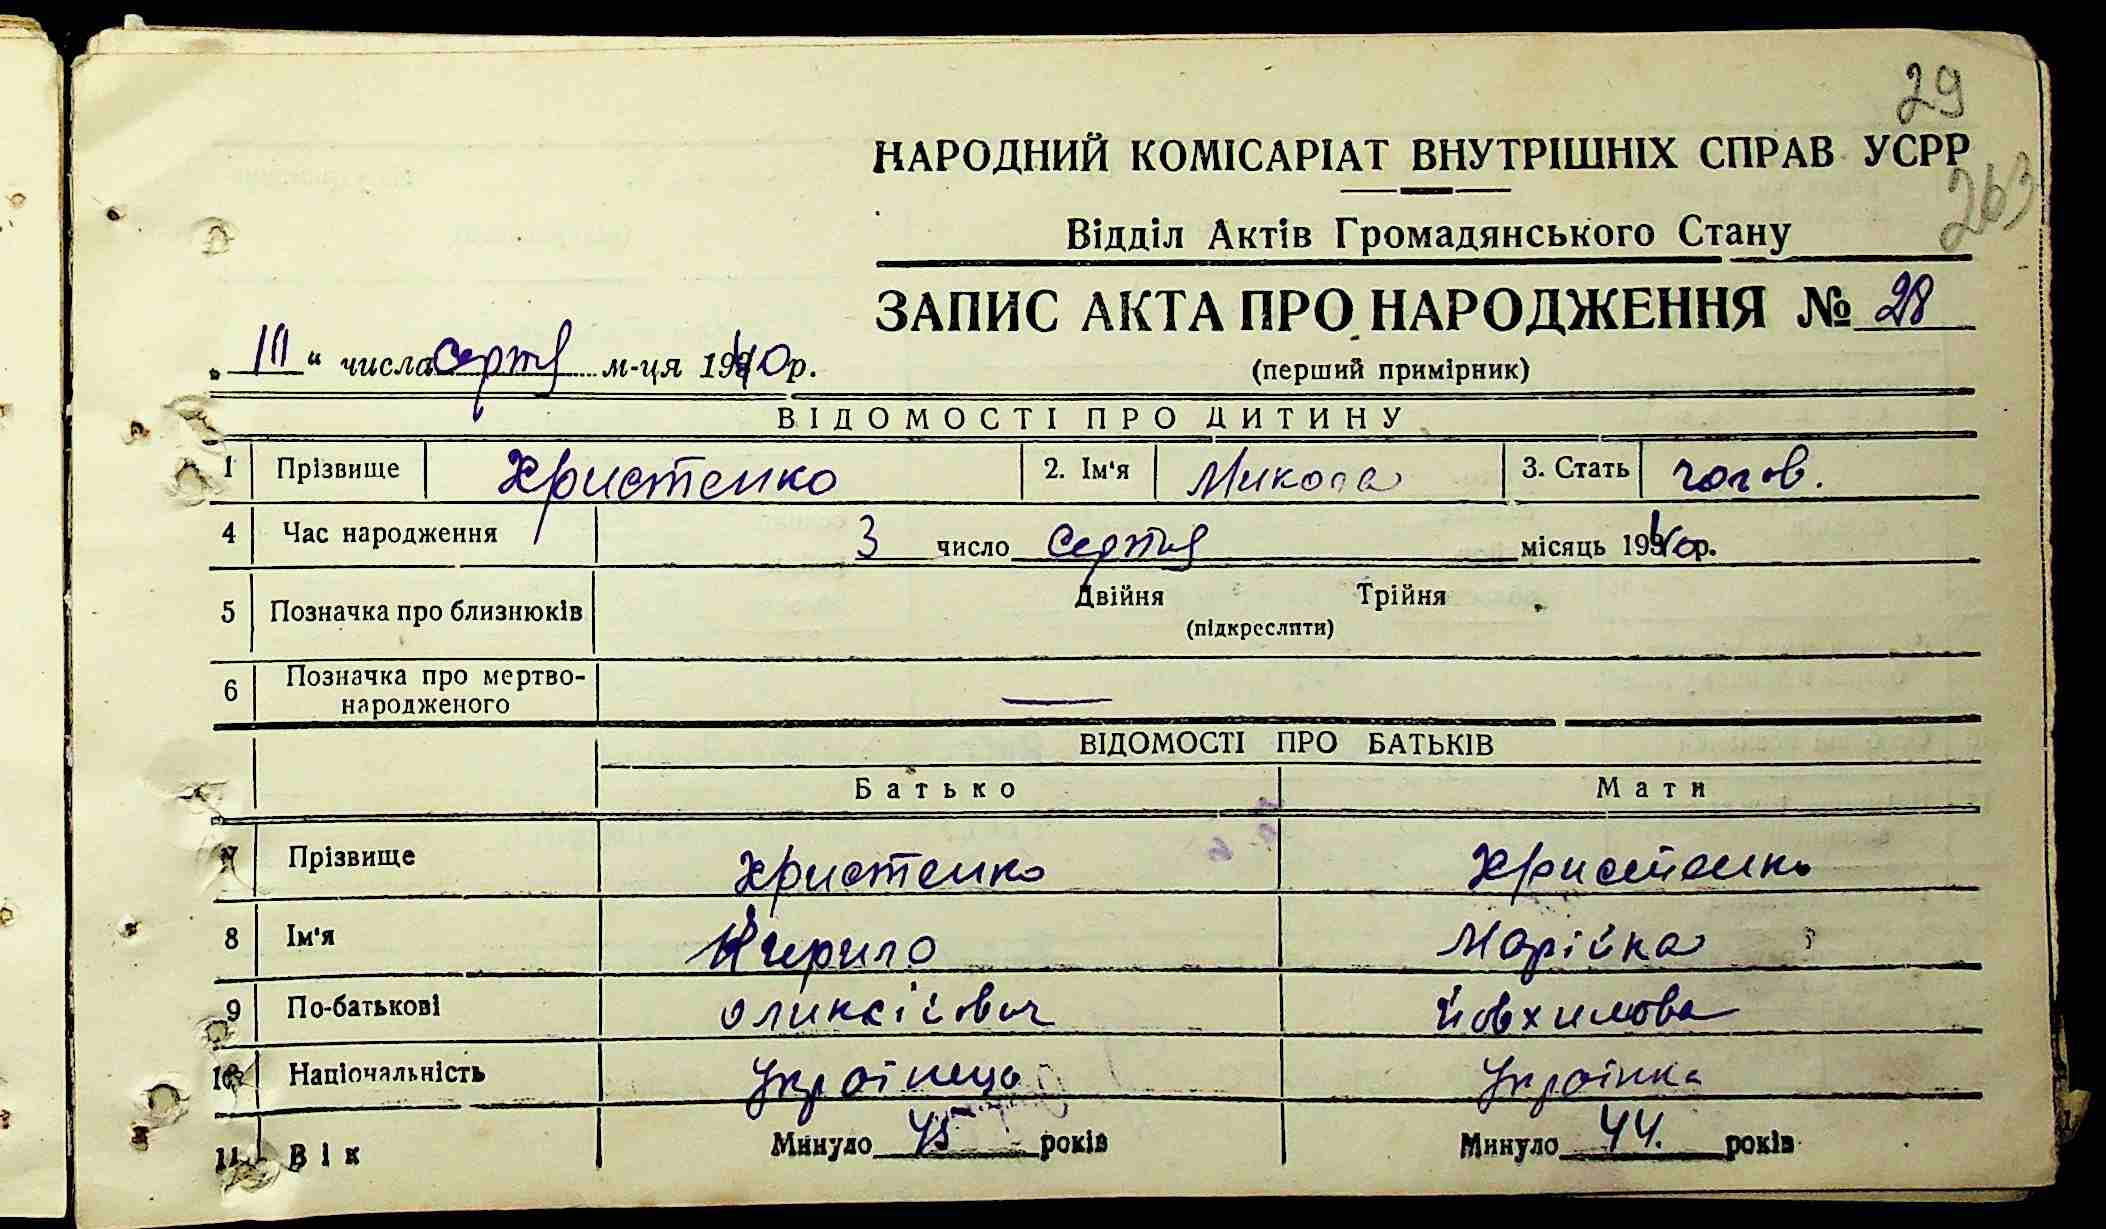 29
НАРОДНИЙ КОМІСАРІАТ ВНУТРІШНІХ СПРАВ УСРР
263
Відділ Актів Громадянського Стану
ЗАПИС АКТА ПРО НАРОДЖЕННЯ № 28
(перший примірник)
„ III “ числа серпня м-ця 1940 р.
ВІДОМОСТІ ПРО ДИТИНУ
1 Прізвище Христенко 2. Ім'я Микола 3. Стать чолов.
4 Час народження 3 число серпня місяць 1940р.
5 Позначка про близнюків Двійня Трійня
(підкреслити)
6 Позначка про мертво-
народженого —
ВІДОМОСТІ ПРО БАТЬКІВ
Батько Мати
7 Прізвище Христенко Христенко
8 Ім'я Кирило Марійка
9 По-батькові Оликсійович Йовхимовна
10 Національність Українець Українка
11 Вік Минуло 45 років Минуло 44. років